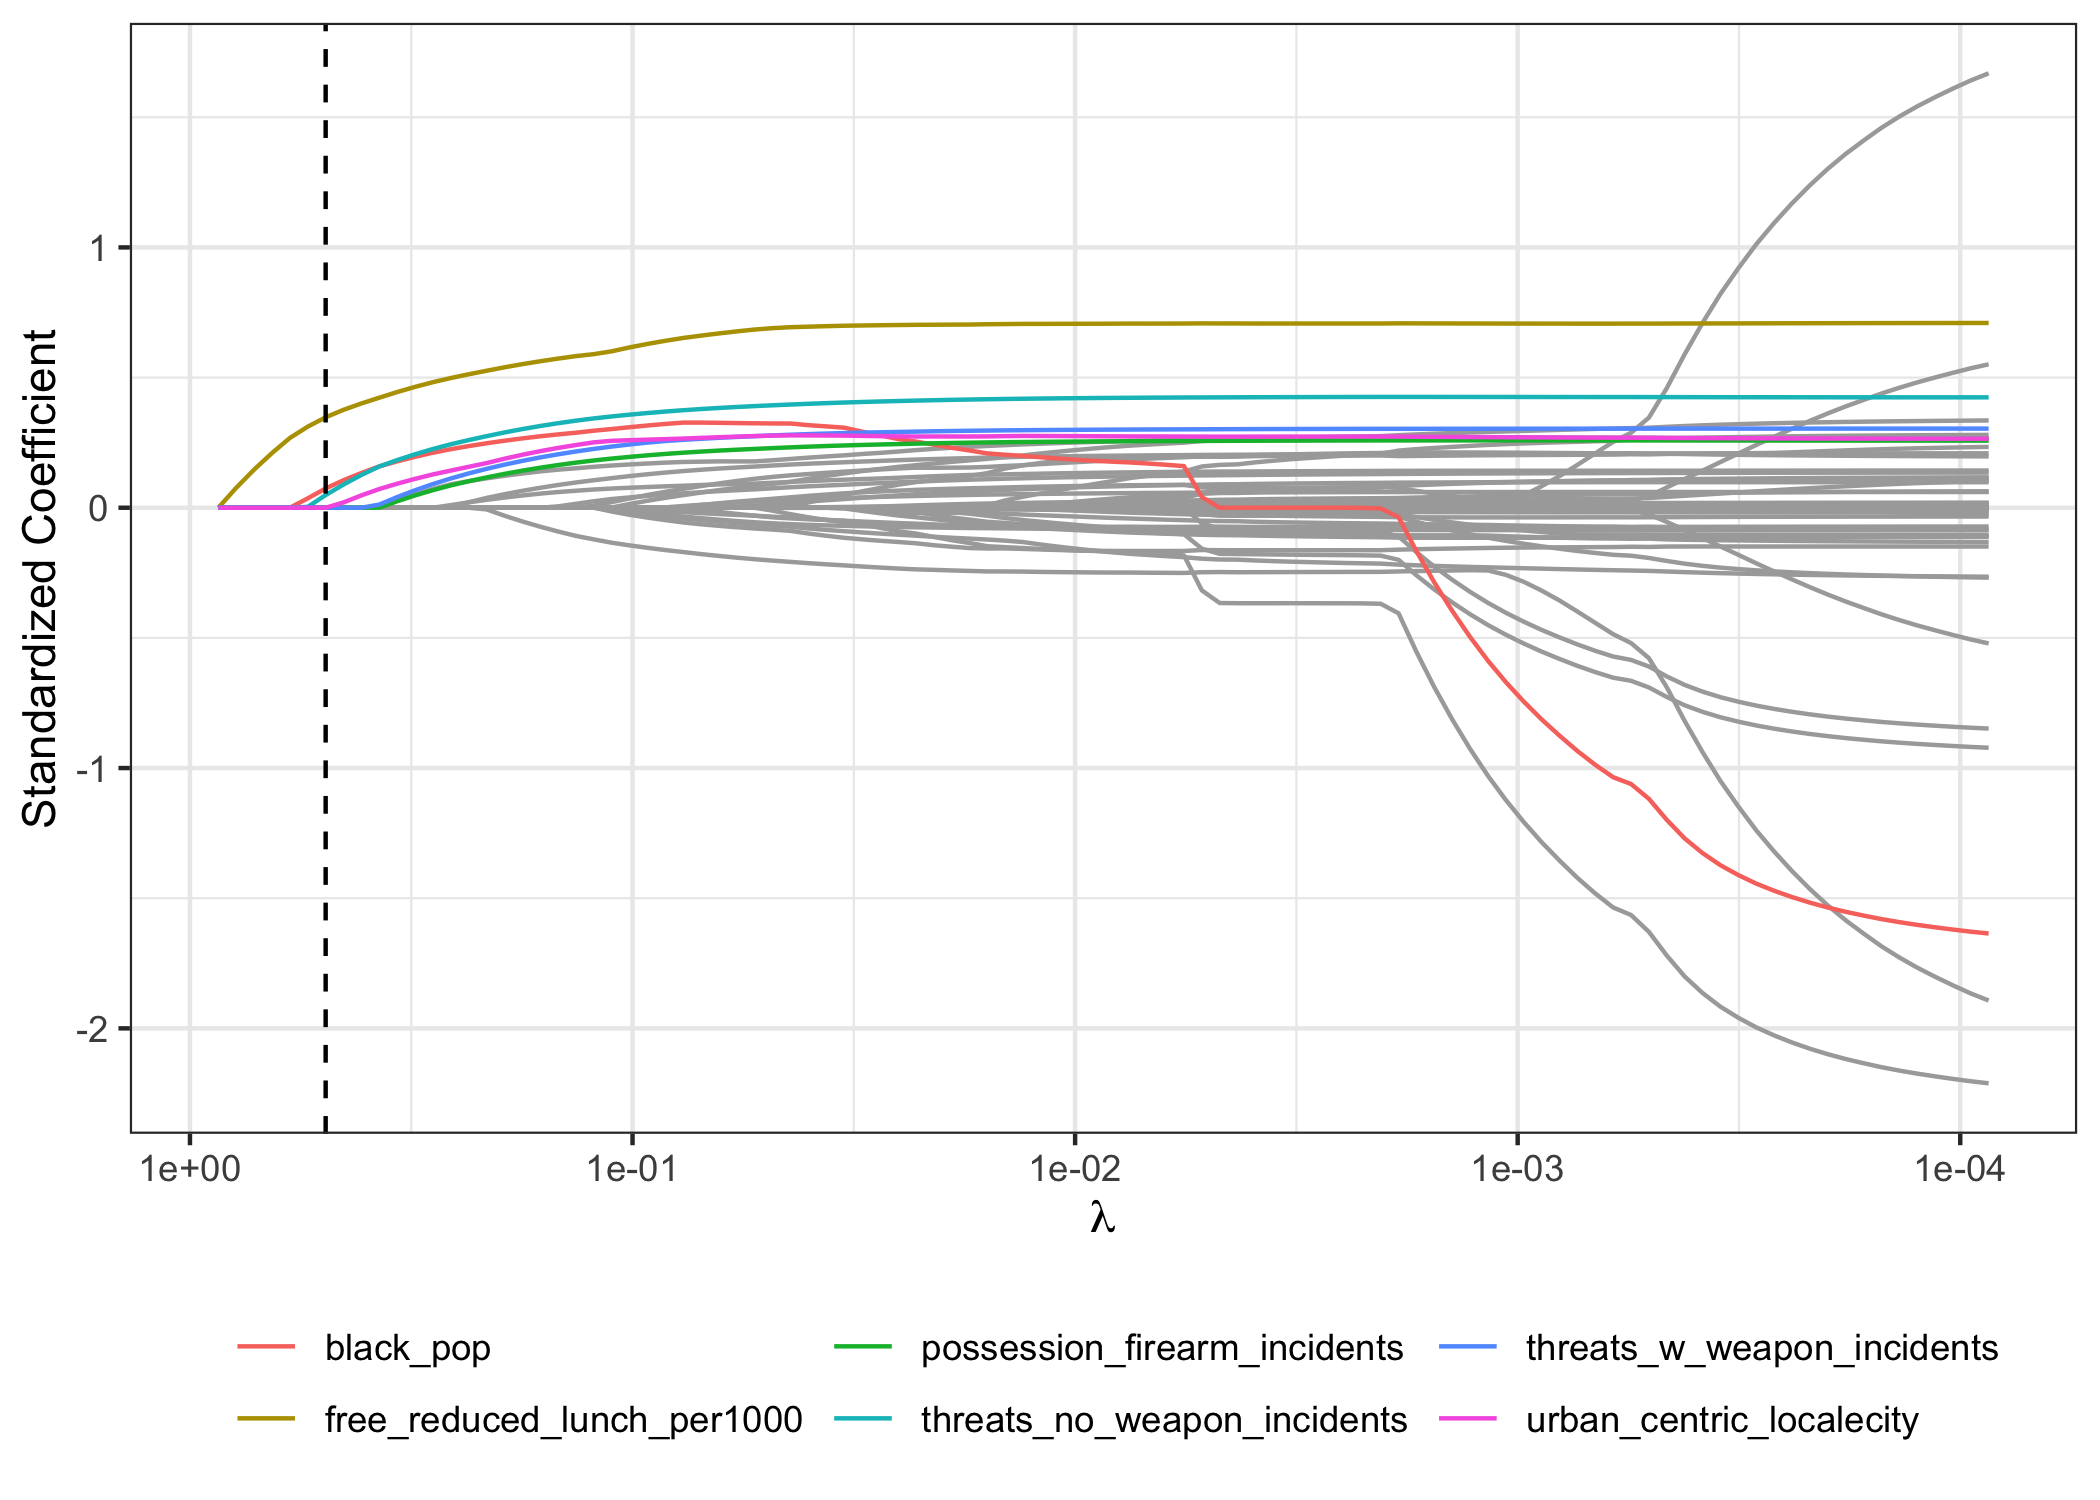 Standardized Coefficient
1
0
-1
-2
1e+00 1e-01 1e-02 1e-03 1e-04
λ
black_pop possession_firearm_incidents threats_w_weapon_incidents
free_reduced_lunch_per1000 threats_no_weapon_incidents urban_centric_localecity